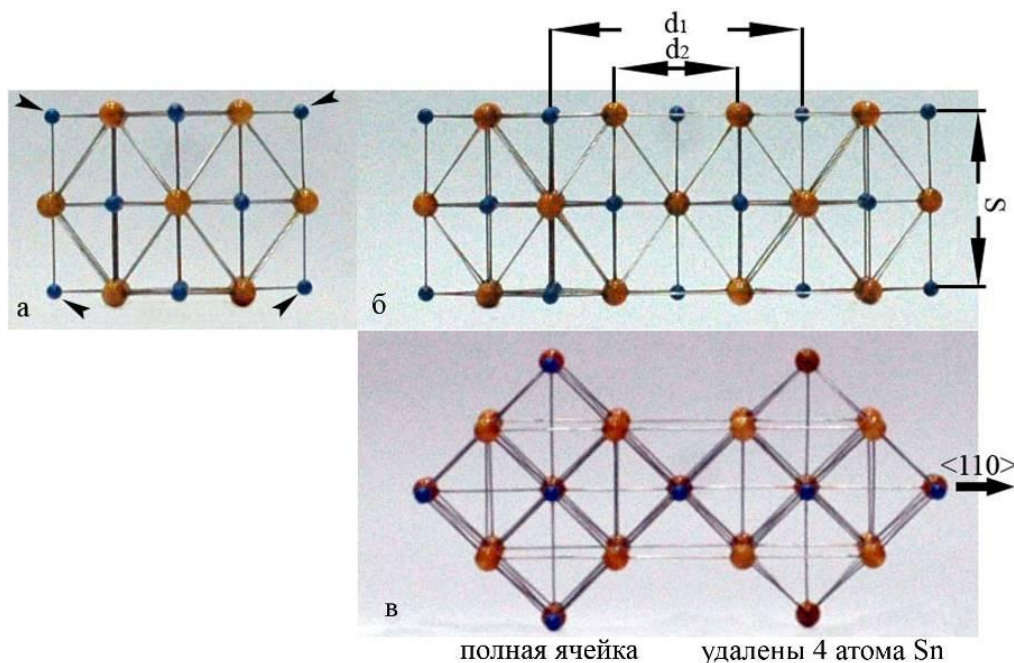 d₁
d₂
а
б
S
<110>
в
полная ячейка удалены 4 атома Sn